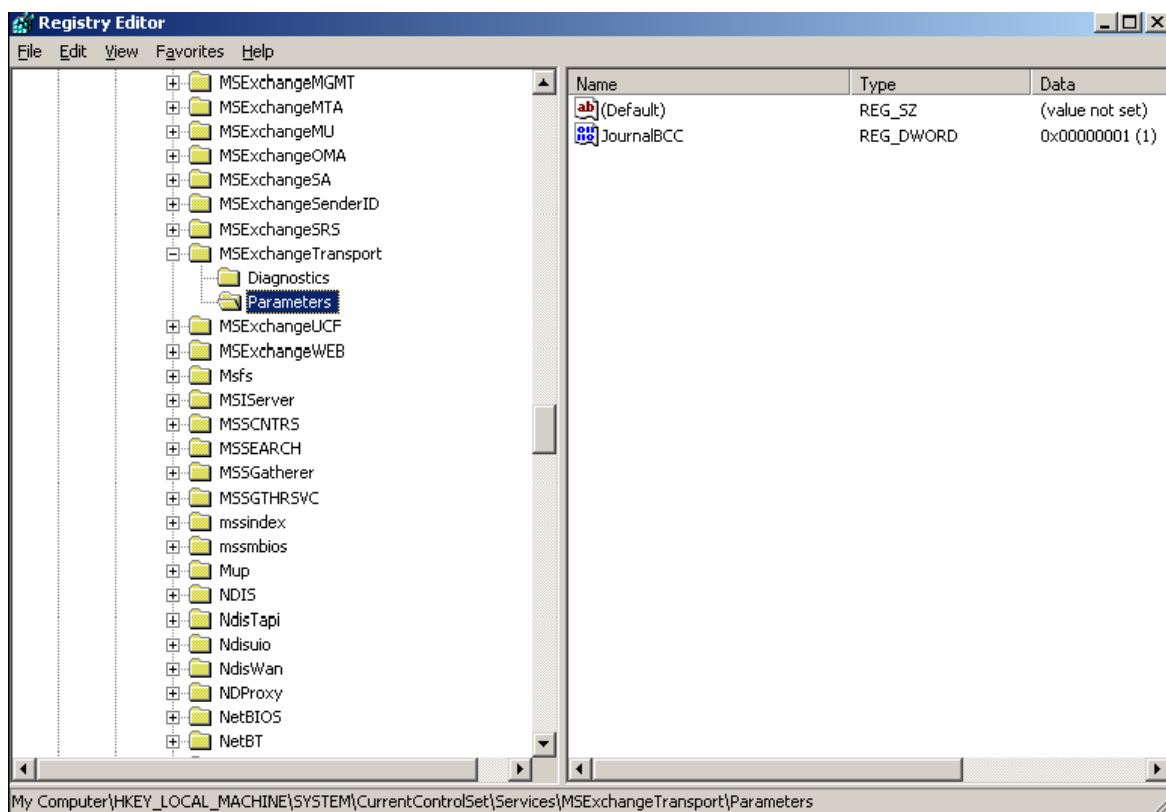 Registry Editor
File Edit View Favorites Help
MSExchangeMGMT
MSExchangeMTA
MSExchangeMU
MSExchangeOMA
MSExchangeSA
MSExchangeSenderID
MSExchangeSRS
MSExchangeTransport
Diagnostics
Parameters
MSExchangeUCF
MSExchangeWEB
Msfs
MSIServer
MSSCNTRS
MSSEARCH
MSSGatherer
MSSGTHRSVC
mssindex
mssmbios
Mup
NDIS
NdisTapi
Ndisuio
NdisWan
NDProxy
NetBIOS
NetBT
Name Type Data
(Default) REG_SZ (value not set)
JournalBCC REG_DWORD 0x00000001 (1)
My Computer\HKEY_LOCAL_MACHINE\SYSTEM\CurrentControlSet\Services\MSExchangeTransport\Parameters